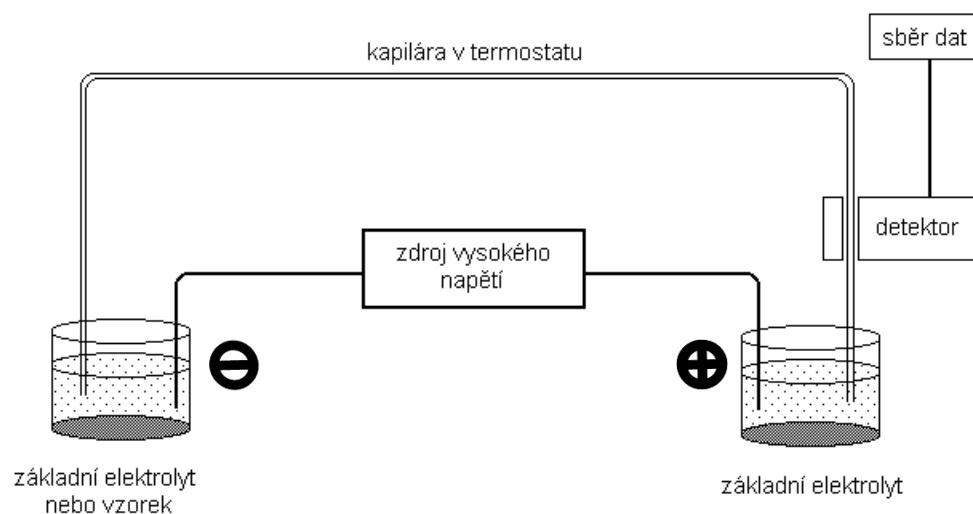 sběr dat
kapilára v termostatu
detektor
zdroj vysokého
napětí
základní elektrolyt
nebo vzorek
základní elektrolyt